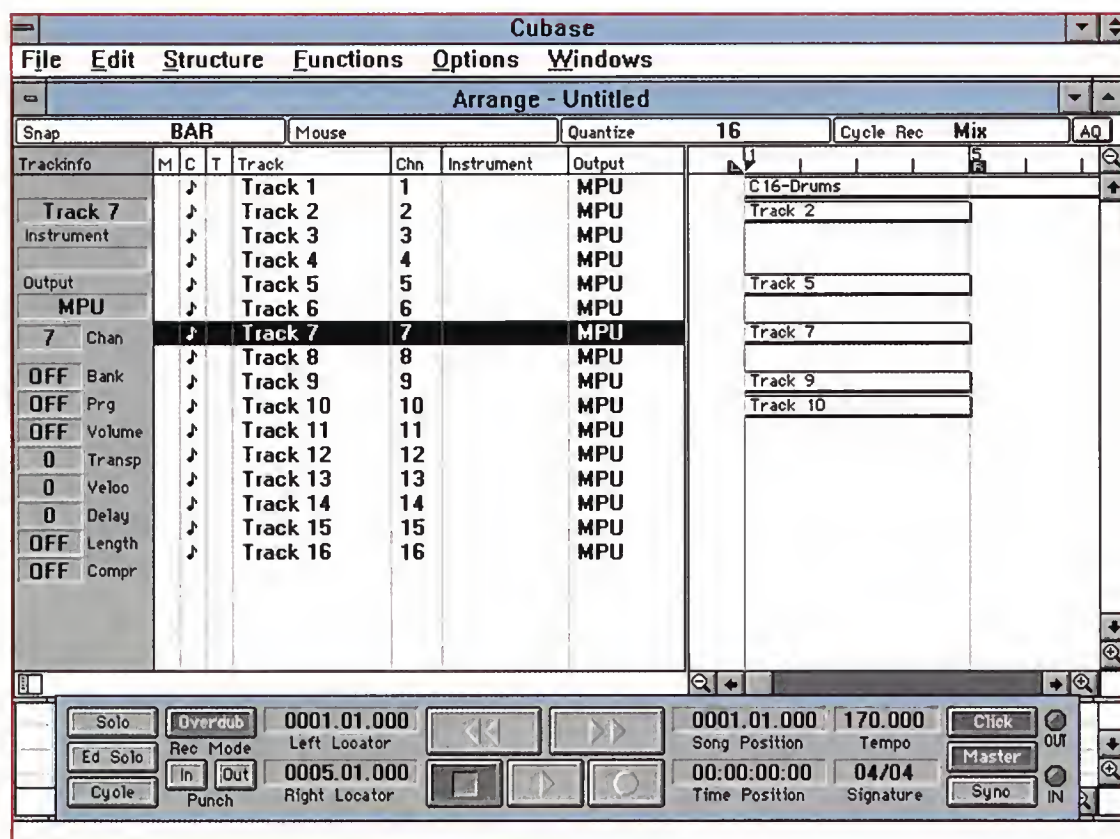 Cubase
File Edit Structure Functions Options Windows
Arrange - Untitled
Snap BAR Mouse Quantize 16 Cycle Rec Mix AQ
Trackinfo M C T Track Chn Instrument Output 1 5
Track 1 1 MPU C16-Drums
Track 7 Track 2 2 MPU Track 2
Instrument Track 3 3 MPU
Track 4 4 MPU
Output Track 5 5 MPU Track 5
MPU Track 6 6 MPU
7 Chan Track 7 7 MPU Track 7
Track 8 8 MPU
OFF Bank Track 9 9 MPU Track 9
OFF Prg Track 10 10 MPU Track 10
OFF Volume Track 11 11 MPU
0 Transp Track 12 12 MPU
0 Veloc Track 13 13 MPU
0 Delay Track 14 14 MPU
OFF Length Track 15 15 MPU
OFF Compr Track 16 16 MPU
Solo Overdub 0001.01.000 0001.01.000 170.000 Click
Ed Solo Rec Mode Left Locator Song Position Tempo Master OUT
In Out 0005.01.000 00:00:00:00 04/04
Cycle Punch Right Locator Time Position Signature Sync IN